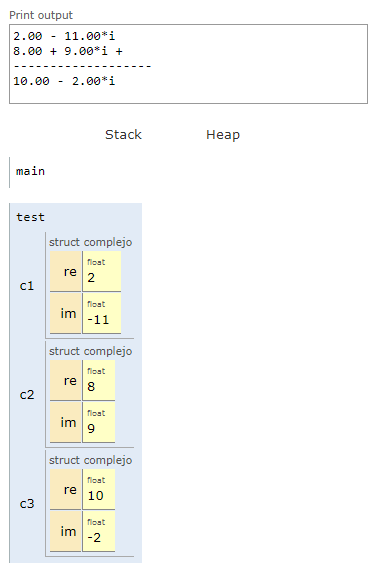 Print output
2.00 - 11.00*i
8.00 + 9.00*i +
-------------------
10.00 - 2.00*i
Stack Heap
main
test
struct complejo
c1
re
float
2
im
float
-11
struct complejo
c2
re
float
8
im
float
9
struct complejo
c3
re
float
10
im
float
-2